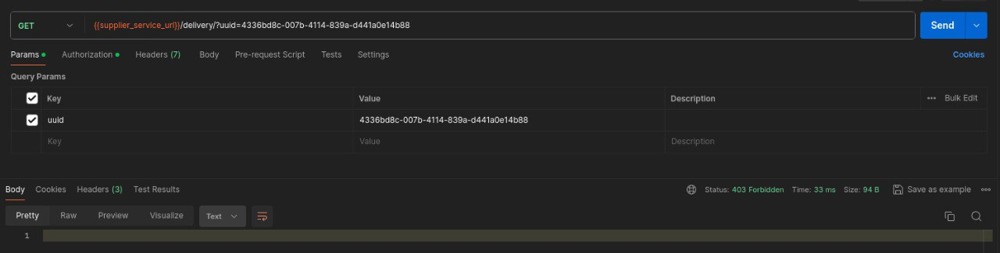 GET {{supplier_service_url}}/delivery/?uuid=4336bd8c-007b-4114-839a-d441a0e14b88 Send
Params Authorization Headers (7) Body Pre-request Script Tests Settings Cookies
Query Params
Key Value Description ••• Bulk Edit
uuid 4336bd8c-007b-4114-839a-d441a0e14b88
Key Value Description
Body Cookies Headers (3) Test Results Status: 403 Forbidden Time: 33 ms Size: 94 B Save as example •••
Pretty Raw Preview Visualize Text
1